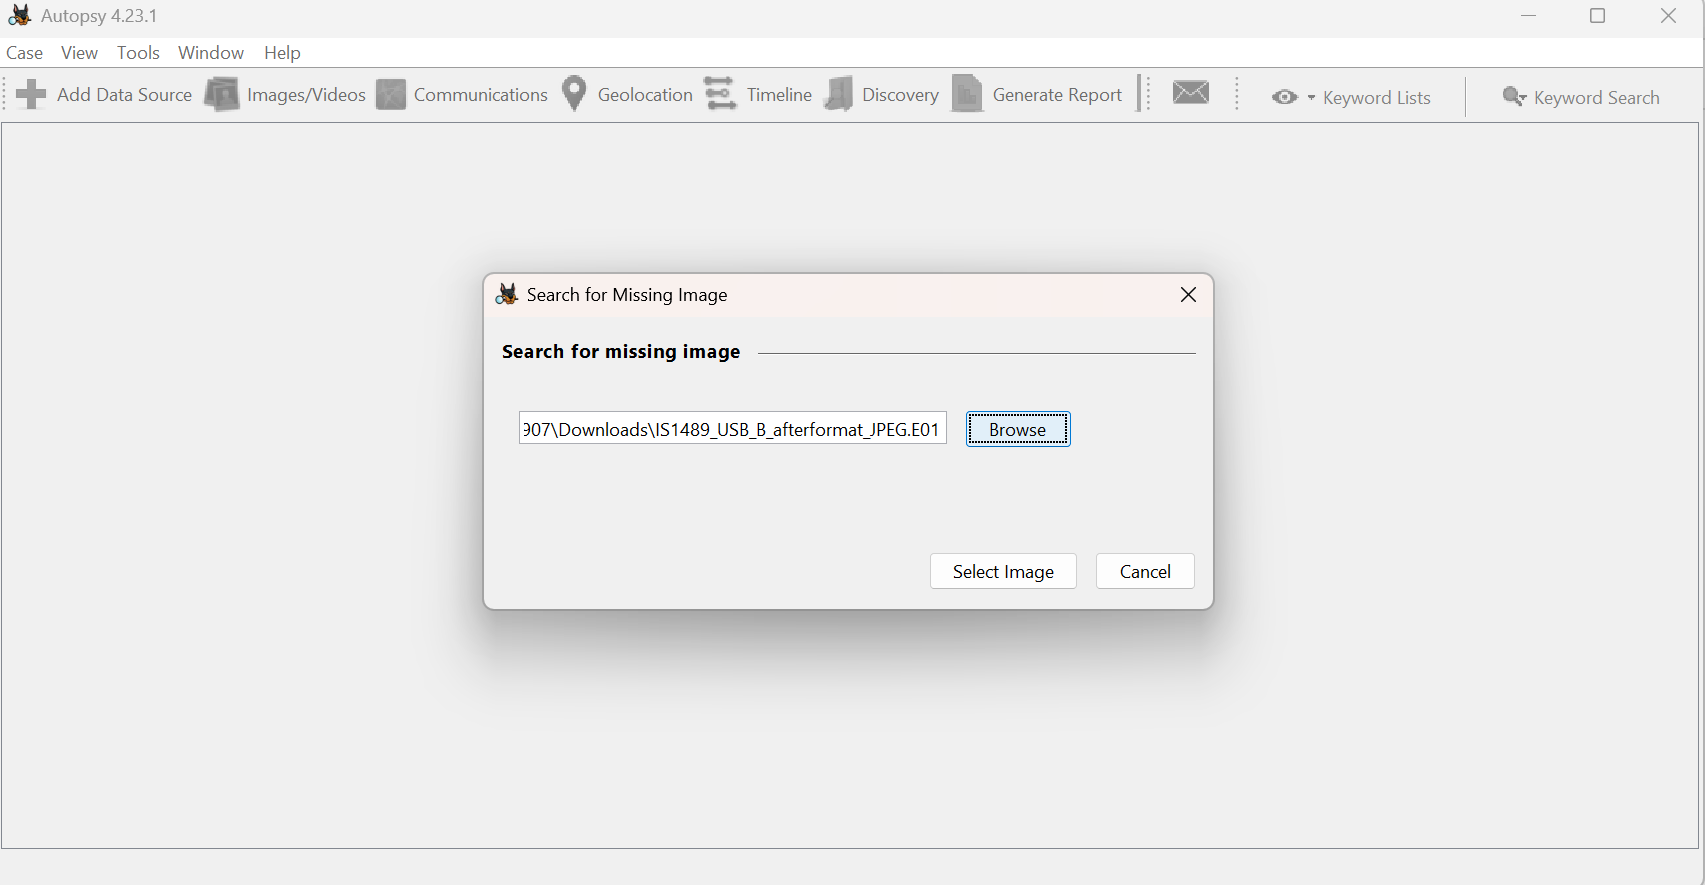 Autopsy 4.23.1
Case View Tools Window Help
Add Data Source Images/Videos Communications Geolocation Timeline Discovery Generate Report Keyword Lists Keyword Search
Search for Missing Image
Search for missing image
907\Downloads\IS1489_USB_B_afterformat_JPEG.E01 Browse
Select Image Cancel